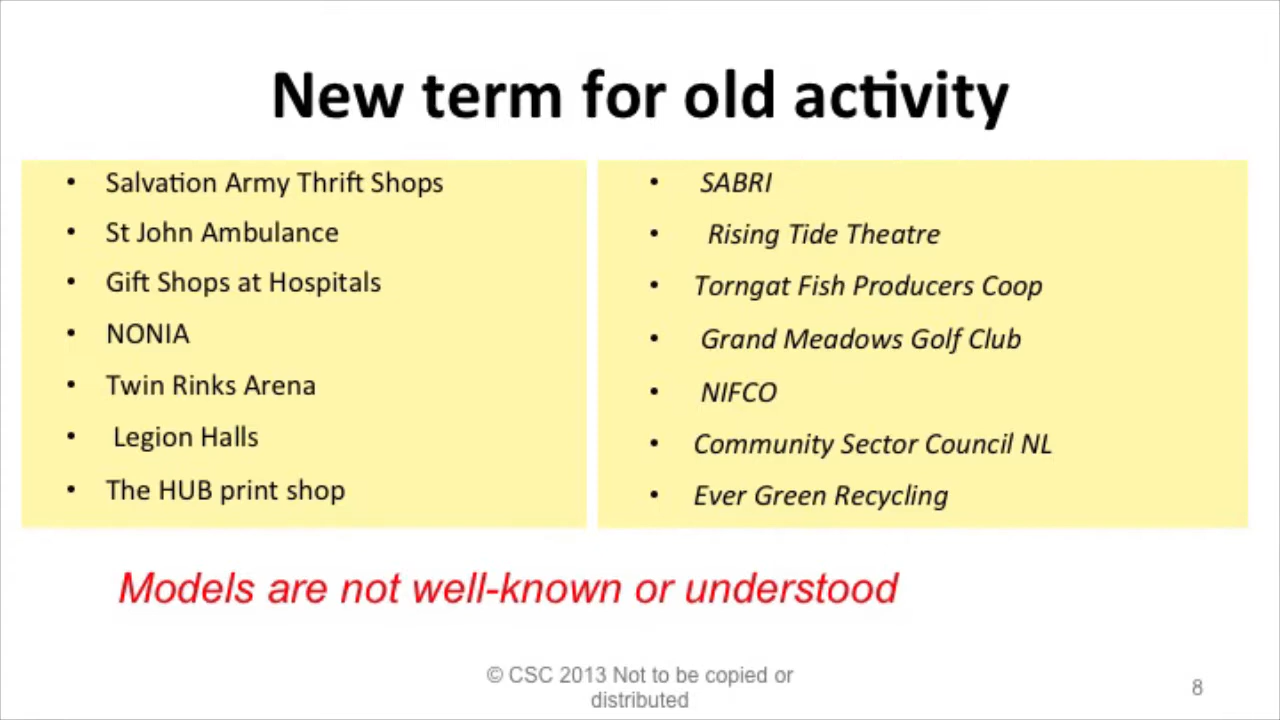 New term for old activity
• Salvation Army Thrift Shops
• St John Ambulance
• Gift Shops at Hospitals
• NONIA
• Twin Rinks Arena
• Legion Halls
• The HUB print shop
• SABRI
• Rising Tide Theatre
• Torngat Fish Producers Coop
• Grand Meadows Golf Club
• NIFCO
• Community Sector Council NL
• Ever Green Recycling
Models are not well-known or understood
© CSC 2013 Not to be copied or
distributed
8